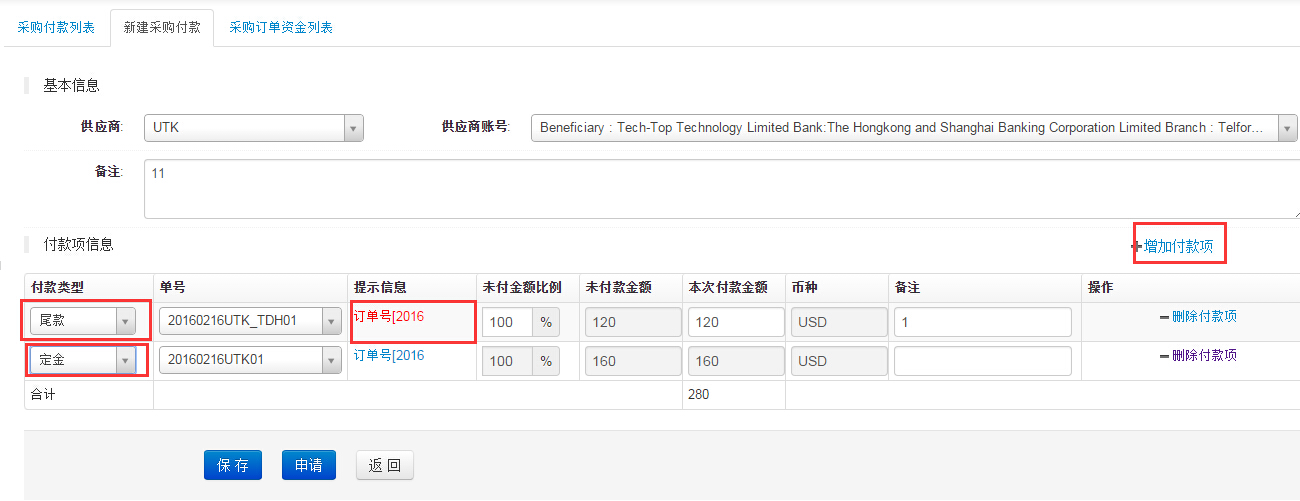 采购付款列表 新建采购付款 采购订单资金列表
基本信息
供应商: UTK 供应商账号: Beneficiary : Tech-Top Technology Limited Bank:The Hongkong and Shanghai Banking Corporation Limited Branch : Telfor...
备注: 11
付款项信息 增加付款项
付款类型 单号 提示信息 未付金额比例 未付款金额 本次付款金额 币种 备注 操作
尾款 20160216UTK_TDH01 订单号[2016 100 % 120 120 USD 1 删除付款项
定金 20160216UTK01 订单号[2016 100 % 160 160 USD 删除付款项
合计 280
保 存 申请 返 回